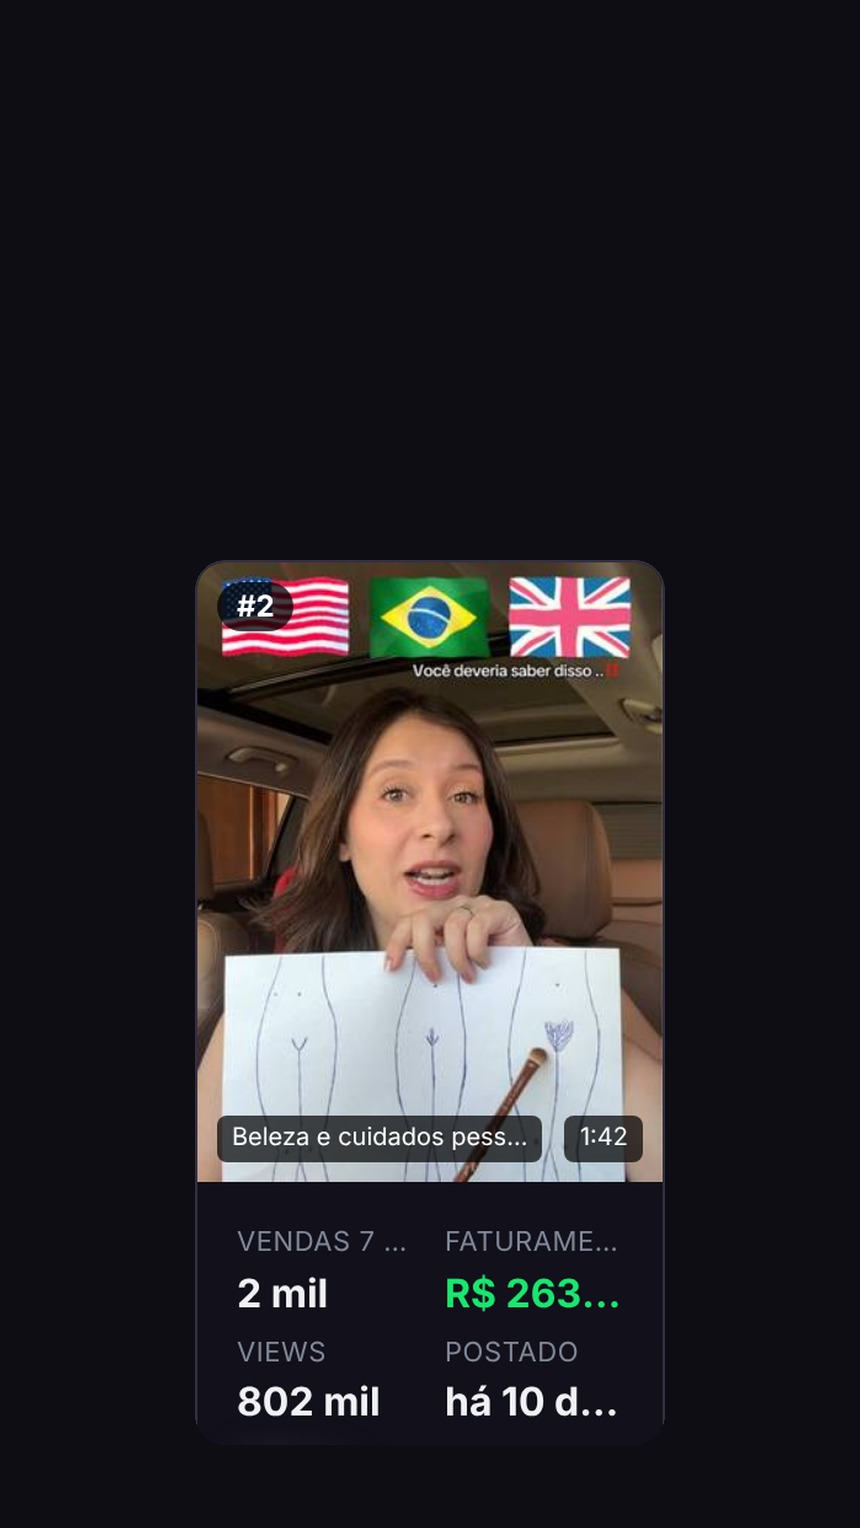 #2
Você deveria saber disso ..‼️
Beleza e cuidados pess...
1:42
VENDAS 7 ...
FATURAME...
2 mil
R$ 263...
VIEWS
POSTADO
802 mil
há 10 d...